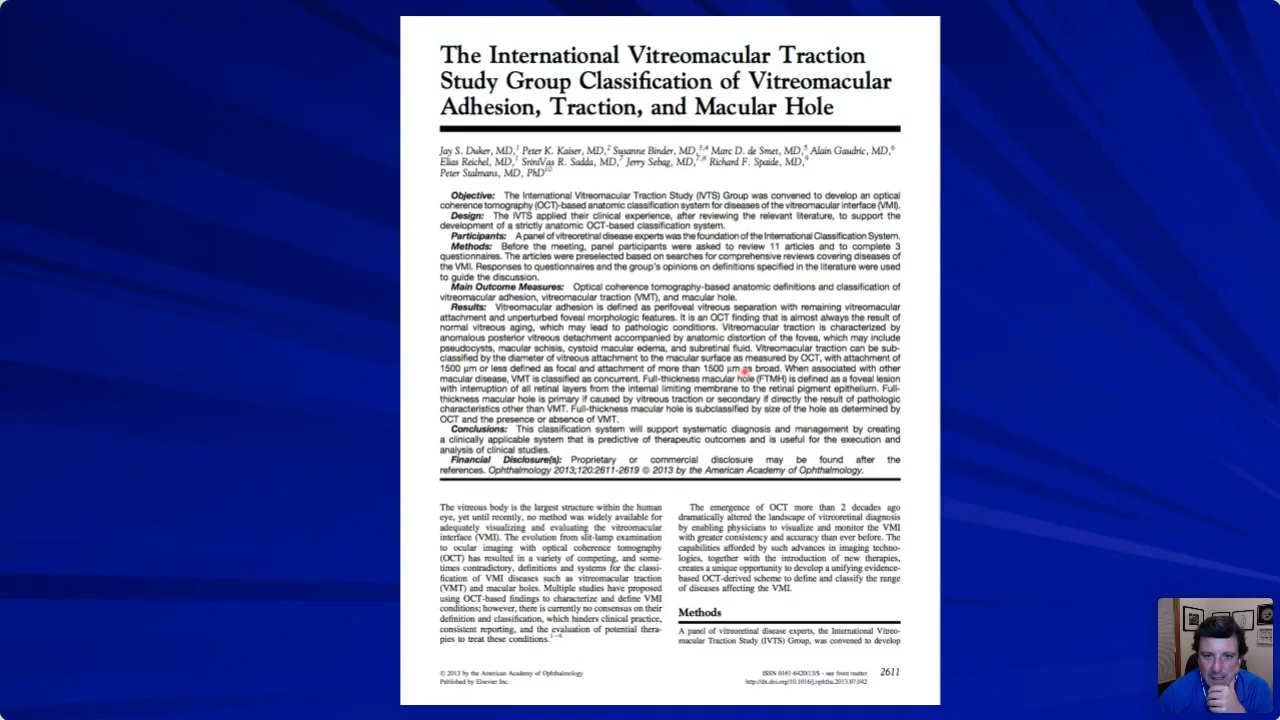 The International Vitreomacular Traction
Study Group Classification of Vitreomacular
Adhesion, Traction, and Macular Hole
Jay S. Duker, MD,1 Peter K. Kaiser, MD,2 Susanne Binder, MD,3,4 Marc D. de Smet, MD,5 Alain Gaudric, MD,6
Elias Reichel, MD,1 SriniVas R. Sadda, MD,7 Jerry Sebag, MD,7,8 Richard F. Spaide, MD,9
Peter Stalmans, MD, PhD10
Objective: The International Vitreomacular Traction Study (IVTS) Group was convened to develop an optical
coherence tomography (OCT)-based anatomic classification system for diseases of the vitreomacular interface (VMI).
Design: The IVTS applied their clinical experience, after reviewing the relevant literature, to support the
development of a strictly anatomic OCT-based classification system.
Participants: A panel of vitreoretinal disease experts was the foundation of the International Classification System.
Methods: Before the meeting, panel participants were asked to review 11 articles and to complete 3
questionnaires. The articles were preselected based on searches for comprehensive reviews covering diseases of
the VMI. Responses to questionnaires and the group's opinions on definitions specified in the literature were used
to guide the discussion.
Main Outcome Measures: Optical coherence tomography-based anatomic definitions and classification of
vitreomacular adhesion, vitreomacular traction (VMT), and macular hole.
Results: Vitreomacular adhesion is defined as perifoveal vitreous separation with remaining vitreomacular
attachment and unperturbed foveal morphologic features. It is an OCT finding that is almost always the result of
normal vitreous aging, which may lead to pathologic conditions. Vitreomacular traction is characterized by
anomalous posterior vitreous detachment accompanied by anatomic distortion of the fovea, which may include
pseudocysts, macular schisis, cystoid macular edema, and subretinal fluid. Vitreomacular traction can be sub-
classified by the diameter of vitreous attachment to the macular surface as measured by OCT, with attachment of
1500 μm or less defined as focal and attachment of more than 1500 μm as broad. When associated with other
macular disease, VMT is classified as concurrent. Full-thickness macular hole (FTMH) is defined as a foveal lesion
with interruption of all retinal layers from the internal limiting membrane to the retinal pigment epithelium. Full-
thickness macular hole is primary if caused by vitreous traction or secondary if directly the result of pathologic
characteristics other than VMT. Full-thickness macular hole is subclassified by size of the hole as determined by
OCT and the presence or absence of VMT.
Conclusions: This classification system will support systematic diagnosis and management by creating
a clinically applicable system that is predictive of therapeutic outcomes and is useful for the execution and
analysis of clinical studies.
Financial Disclosure(s): Proprietary or commercial disclosure may be found after the
references. Ophthalmology 2013;120:2611-2619 © 2013 by the American Academy of Ophthalmology.
The vitreous body is the largest structure within the human
eye, yet until recently, no method was widely available for
adequately visualizing and evaluating the vitreomacular
interface (VMI). The evolution from slit-lamp examination
to ocular imaging with optical coherence tomography
(OCT) has resulted in a variety of competing, and some-
times contradictory, definitions and systems for the classi-
fication of VMI diseases such as vitreomacular traction
(VMT) and macular holes. Multiple studies have proposed
using OCT-based findings to characterize and define VMI
conditions; however, there is currently no consensus on their
definition and classification, which hinders clinical practice,
consistent reporting, and the evaluation of potential thera-
pies to treat these conditions.1–4
The emergence of OCT more than 2 decades ago
dramatically altered the landscape of vitreoretinal diagnosis
by enabling physicians to visualize and monitor the VMI
with greater consistency and accuracy than ever before. The
capabilities afforded by such advances in imaging techno-
logies, together with the introduction of new therapies,
creates a unique opportunity to develop a unifying evidence-
based OCT-derived scheme to define and classify the range
of diseases affecting the VMI.
Methods
A panel of vitreoretinal disease experts, the International Vitreo-
macular Traction Study (IVTS) Group, was convened to develop
© 2013 by the American Academy of Ophthalmology
Published by Elsevier Inc.
ISSN 0161-6420/13/$ - see front matter
http://dx.doi.org/10.1016/j.ophtha.2013.07.042
2611